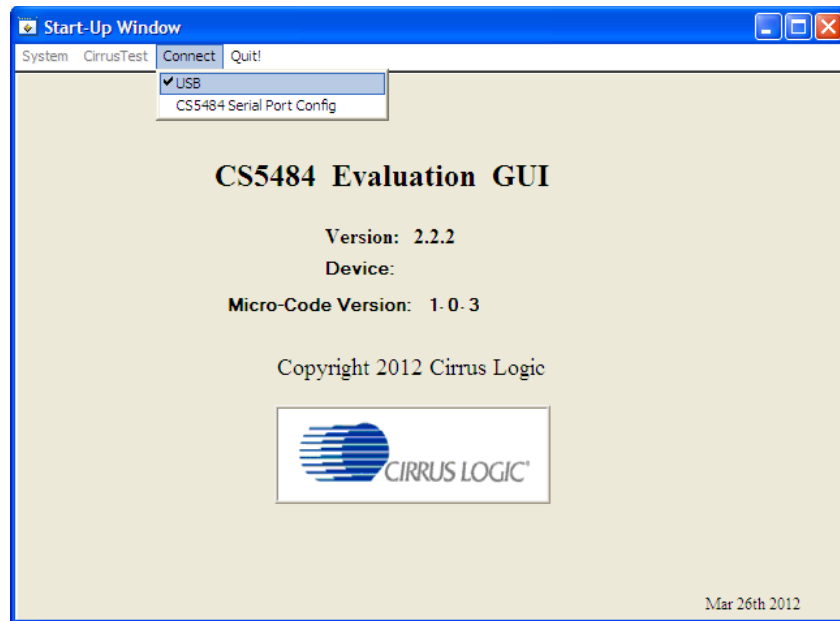 Start-Up Window
System CirrusTest Connect Quit!
USB
CS5484 Serial Port Config
CS5484 Evaluation GUI
Version: 2.2.2
Device:
Micro-Code Version: 1.0.3
Copyright 2012 Cirrus Logic
CIRRUS LOGIC®
Mar 26th 2012